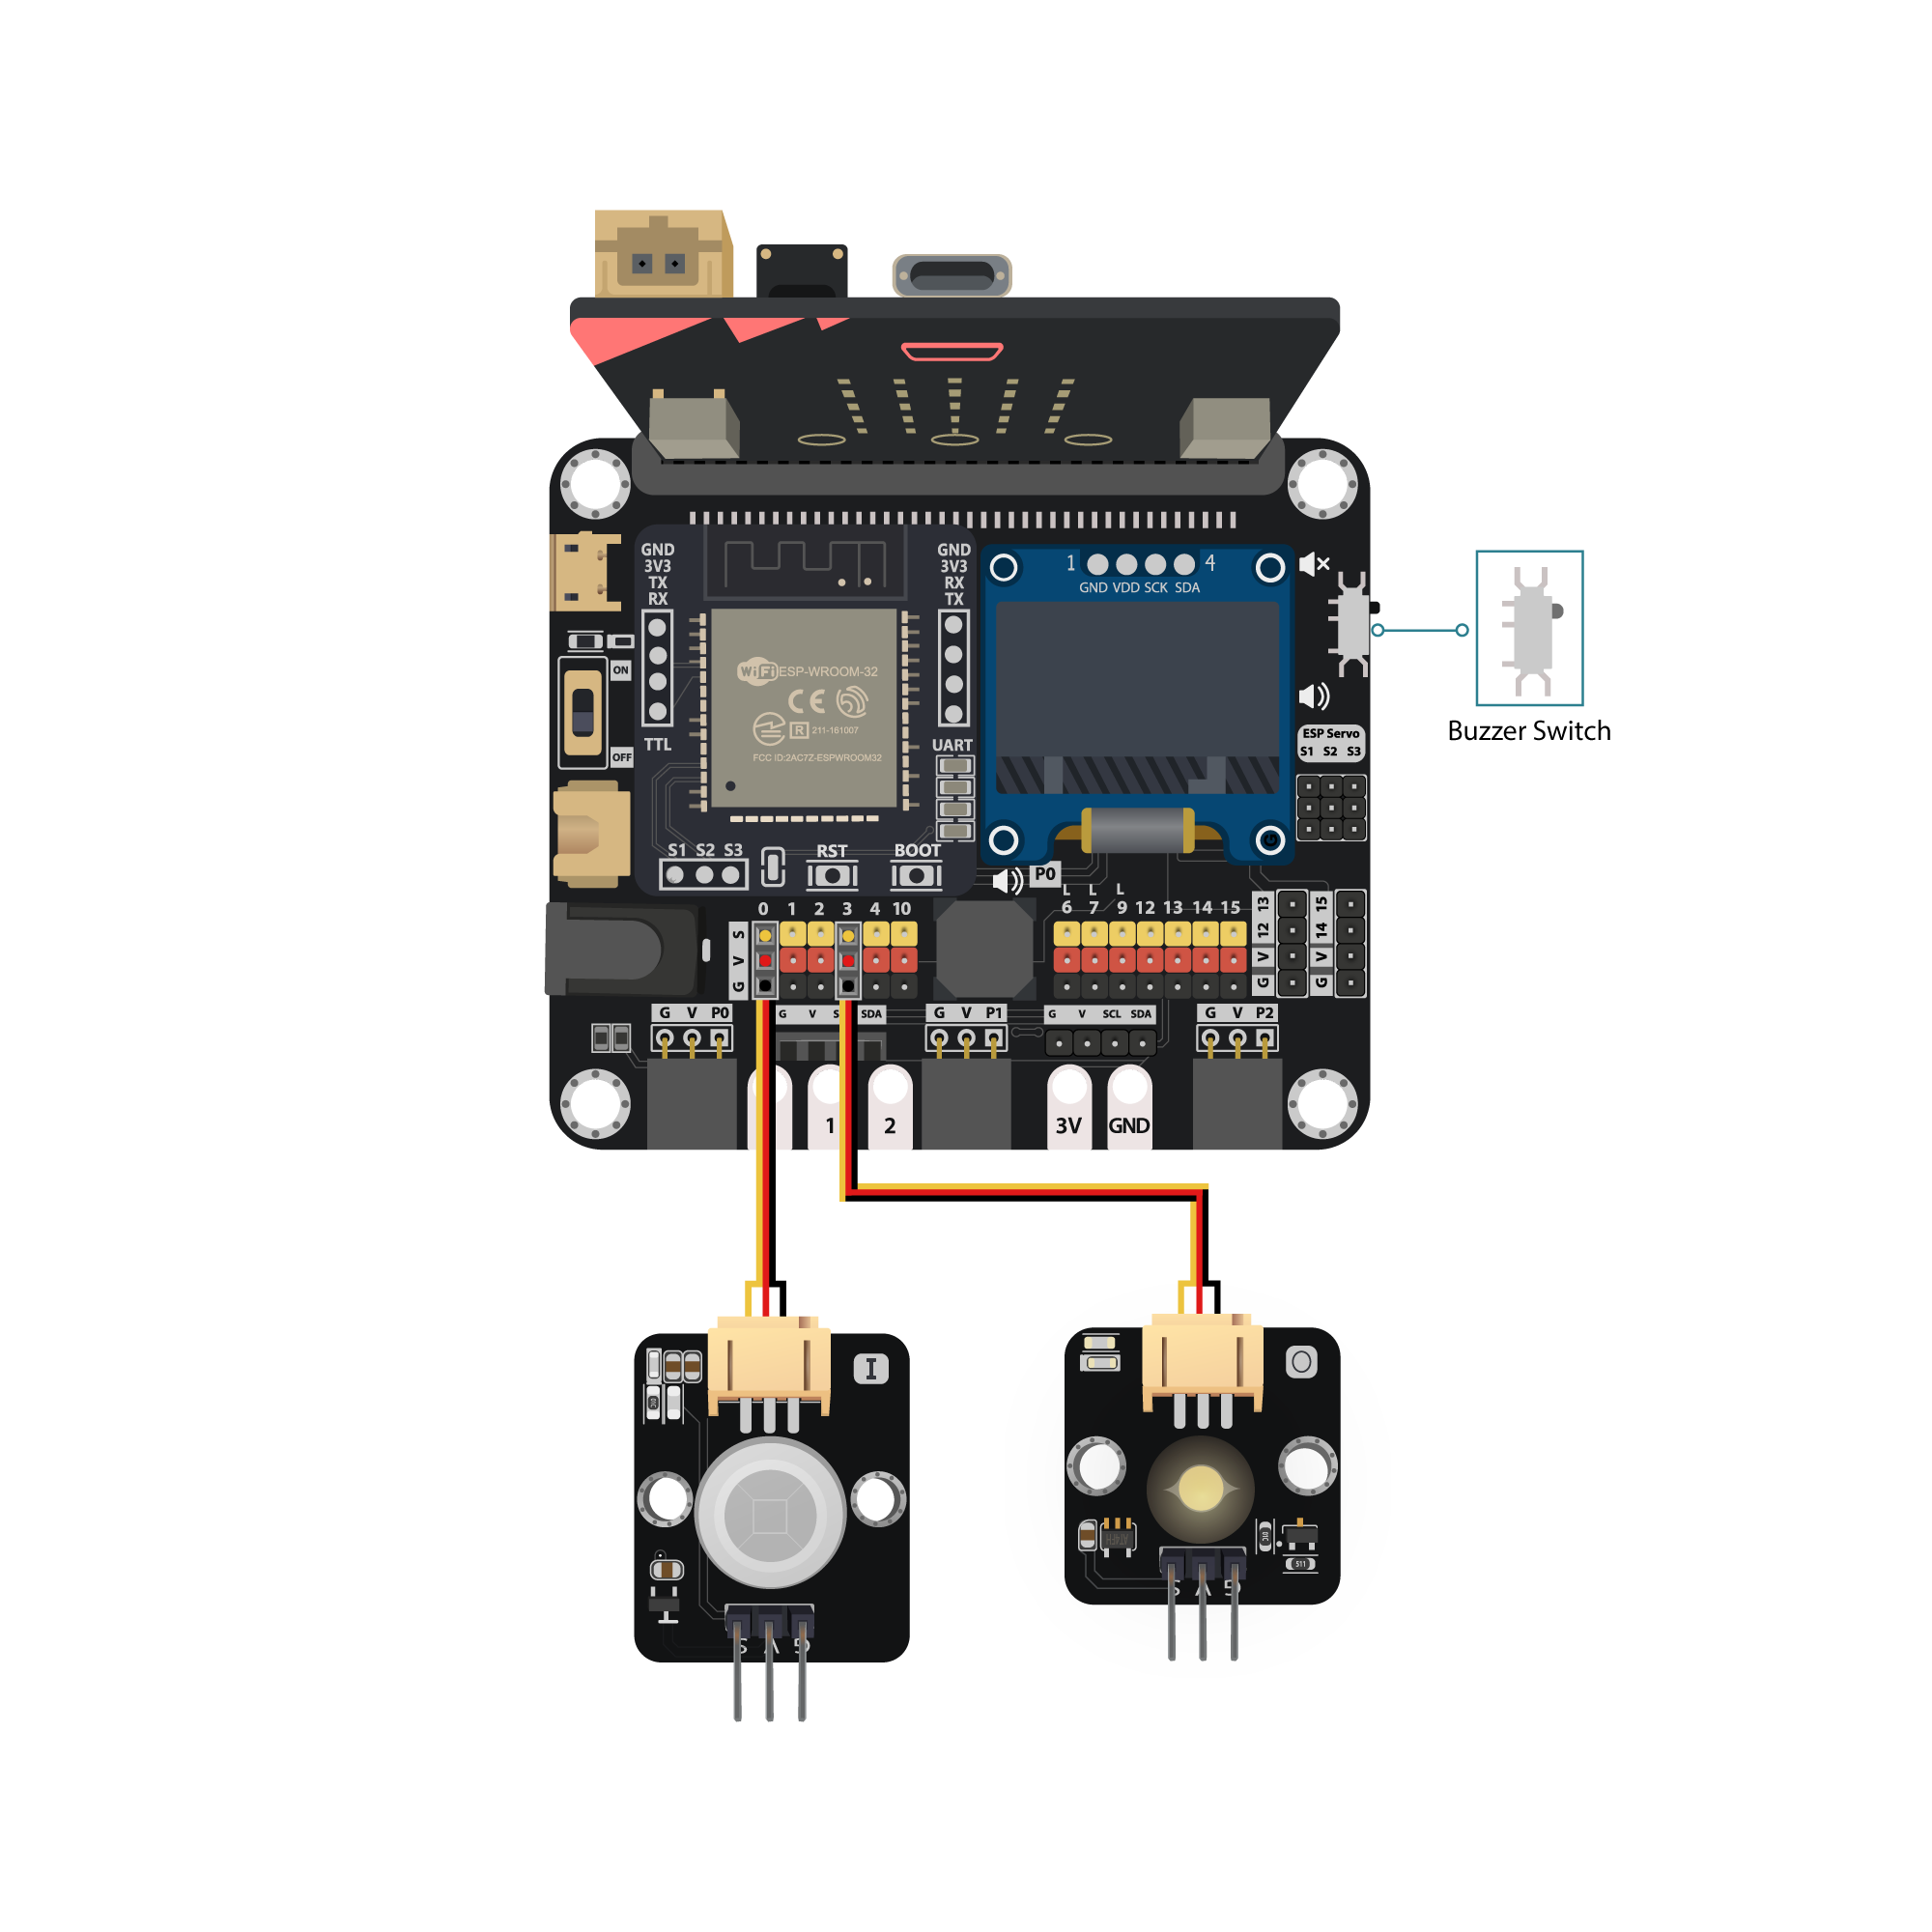 GND
3V3
TX
RX
GND
3V3
RX
TX
1 4
GND VDD SCK SDA
WiFi ESP-WROOM-32
CE
R 211-161007
FCC ID:2AC7Z-ESPWROOM32
ON
OFF
TTL
UART
Buzzer Switch
ESP Servo
S1 S2 S3
S1 S2 S3
RST
BOOT
P0
L L L
0 1 2 3 4 10
6 7 9 12 13 14 15
S
V
G
13
12
V
G
15
14
V
G
G V P0
G V S SDA
G V P1
G V SCL SDA
G V P2
1
2
3V
GND
I
O
S V G
S V G
511